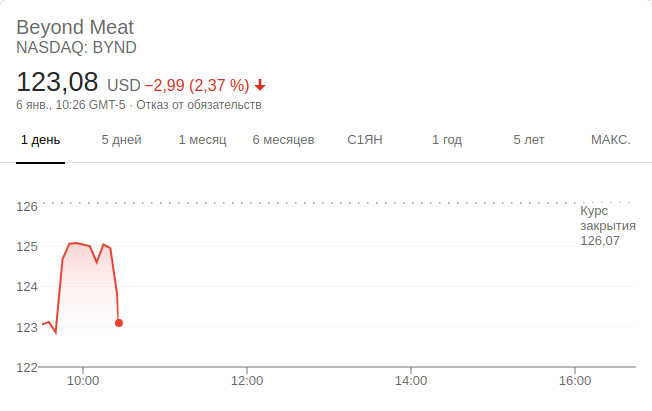 Beyond Meat
NASDAQ: BYND
123,08 USD −2,99 (2,37 %)
6 янв., 10:26 GMT-5 · Отказ от обязательств
1 день 5 дней 1 месяц 6 месяцев С1ЯН 1 год 5 лет МАКС.
126
Курс
закрытия
126,07
125
124
123
122
10:00 12:00 14:00 16:00